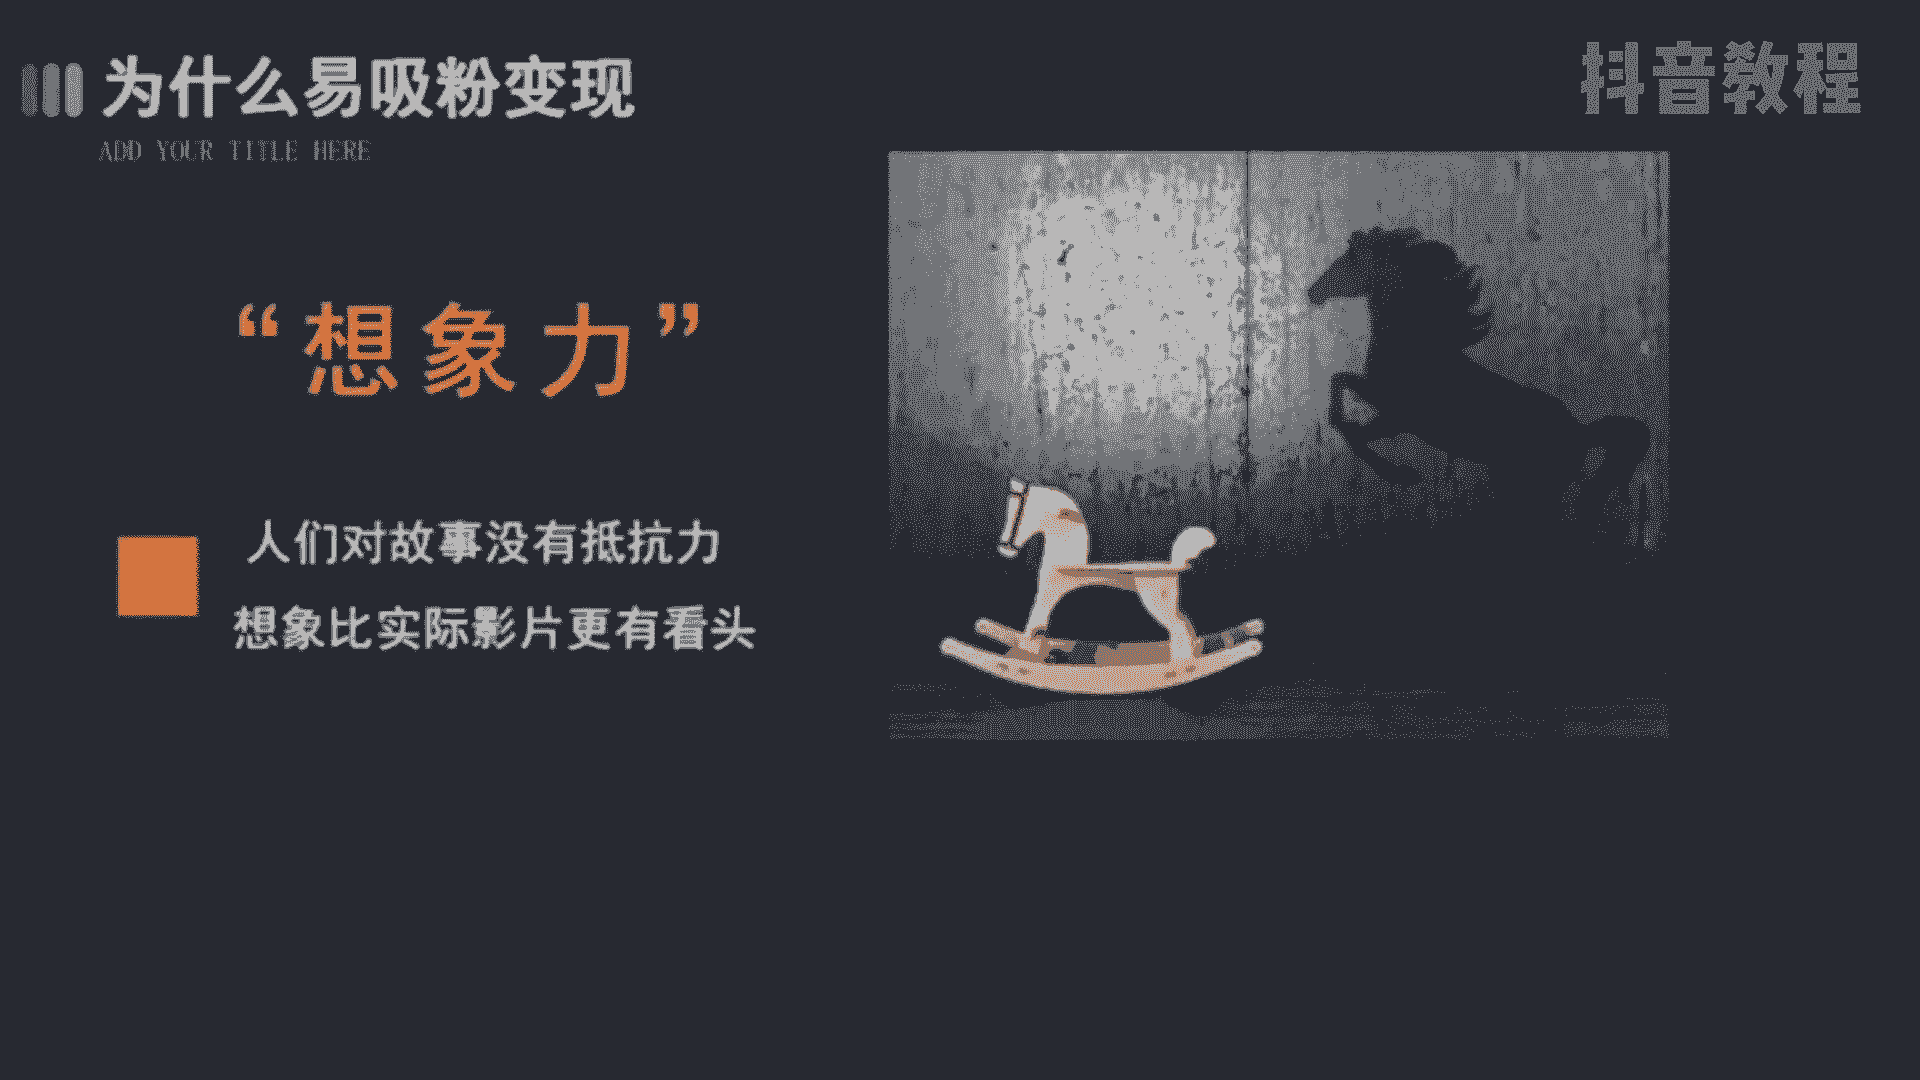 为什么易吸粉变现
抖音教程
ADD YOUR TITLE HERE
“想象力”
人们对故事没有抵抗力
想象比实际影片更有看头